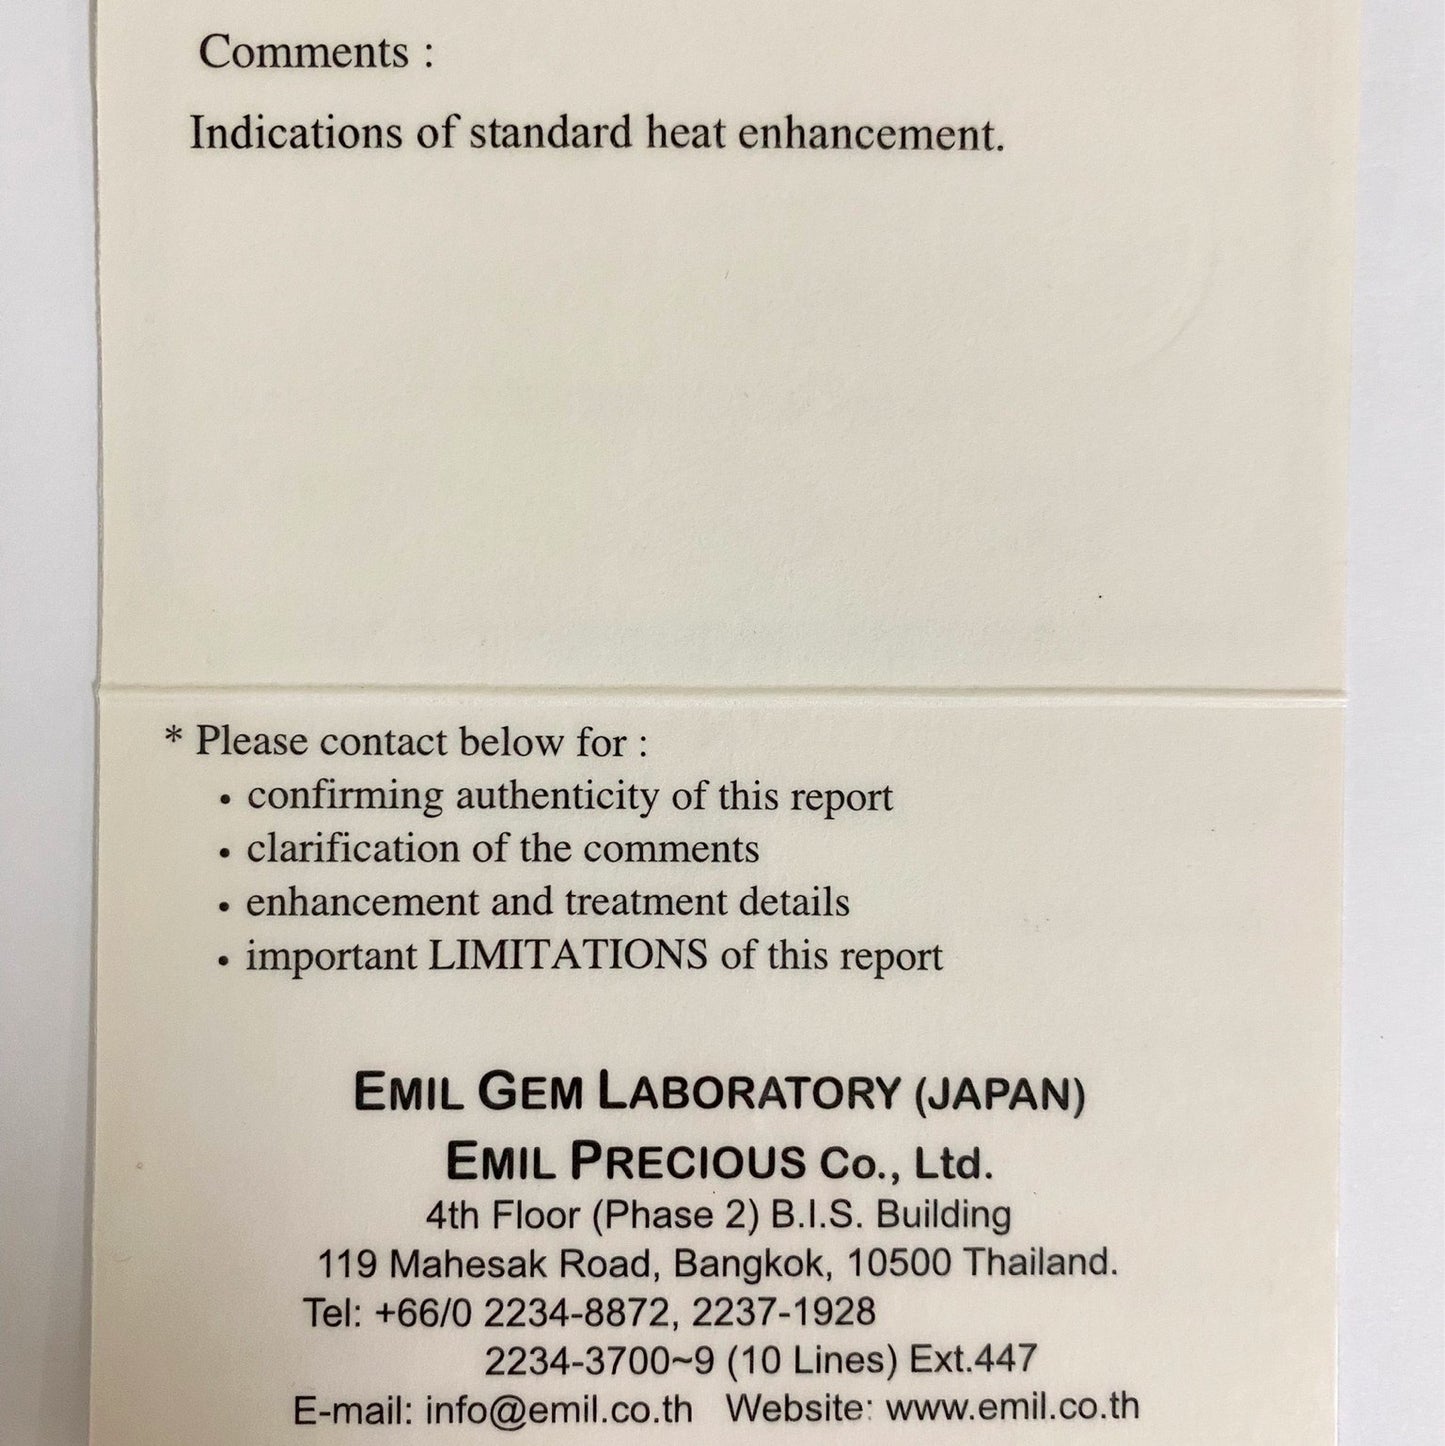 Comments :
Indications of standard heat enhancement.
* Please contact below for :
• confirming authenticity of this report
• clarification of the comments
• enhancement and treatment details
• important LIMITATIONS of this report
EMIL GEM LABORATORY (JAPAN)
EMIL PRECIOUS Co., Ltd.
4th Floor (Phase 2) B.I.S. Building
119 Mahesak Road, Bangkok, 10500 Thailand.
Tel: +66/0 2234-8872, 2237-1928
2234-3700~9 (10 Lines) Ext.447
E-mail: info@emil.co.th Website: www.emil.co.th